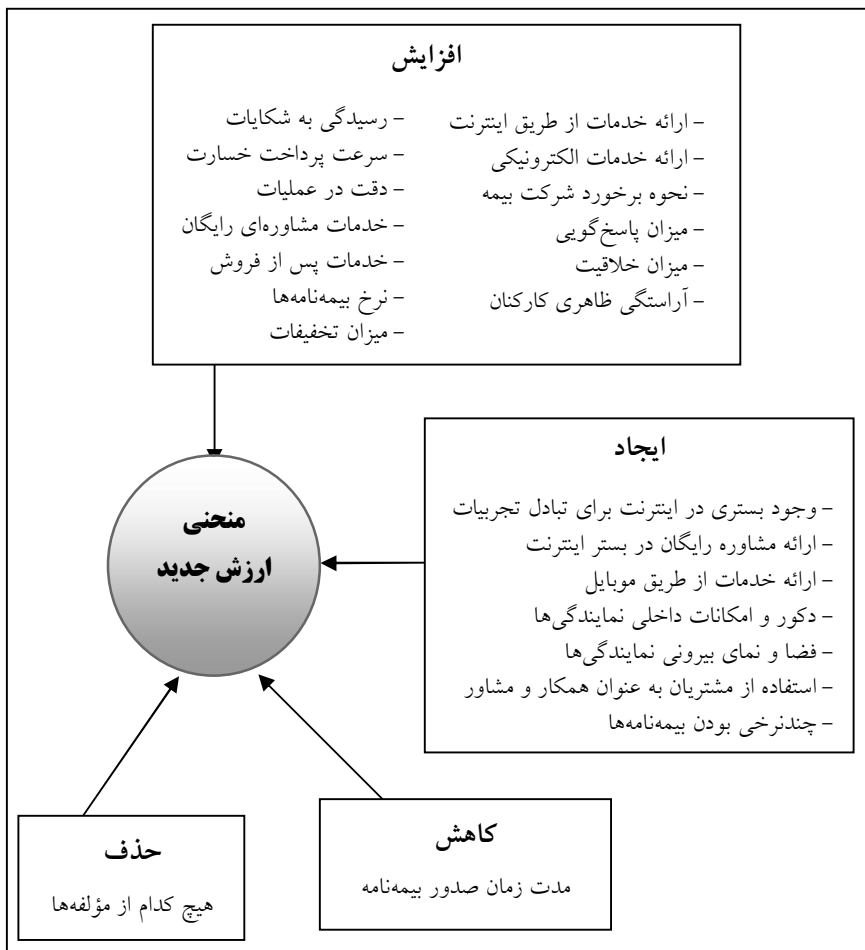 افزایش
– ارائه خدمات از طریق اینترنت
– ارائه خدمات الکترونیکی
– نحوه برخورد شرکت بیمه
– میزان پاسخ‌گویی
– میزان خلاقیت
– آراستگی ظاهری کارکنان
– رسیدگی به شکایات
– سرعت پرداخت خسارت
– دقت در عملیات
– خدمات مشاوره‌ای رایگان
– خدمات پس از فروش
– نرخ بیمه‌نامه‌ها
– میزان تخفیفات
ایجاد
– وجود بستری در اینترنت برای تبادل تجربیات
– ارائه مشاوره رایگان در بستر اینترنت
– ارائه خدمات از طریق موبایل
– دکور و امکانات داخلی نمایندگی‌ها
– فضا و نمای بیرونی نمایندگی‌ها
– استفاده از مشتریان به عنوان همکار و مشاور
– چندنرخی بودن بیمه‌نامه‌ها
منحنی
ارزش جدید
کاهش
مدت زمان صدور بیمه‌نامه
حذف
هیچ کدام از مؤلفه‌ها